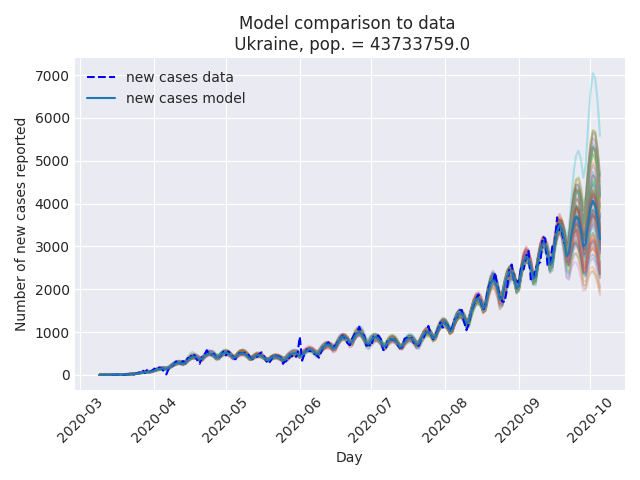 Model comparison to data
Ukraine, pop. = 43733759.0
new cases data
new cases model
Number of new cases reported
7000
6000
5000
4000
3000
2000
1000
0
2020-03
2020-04
2020-05
2020-06
2020-07
2020-08
2020-09
2020-10
Day